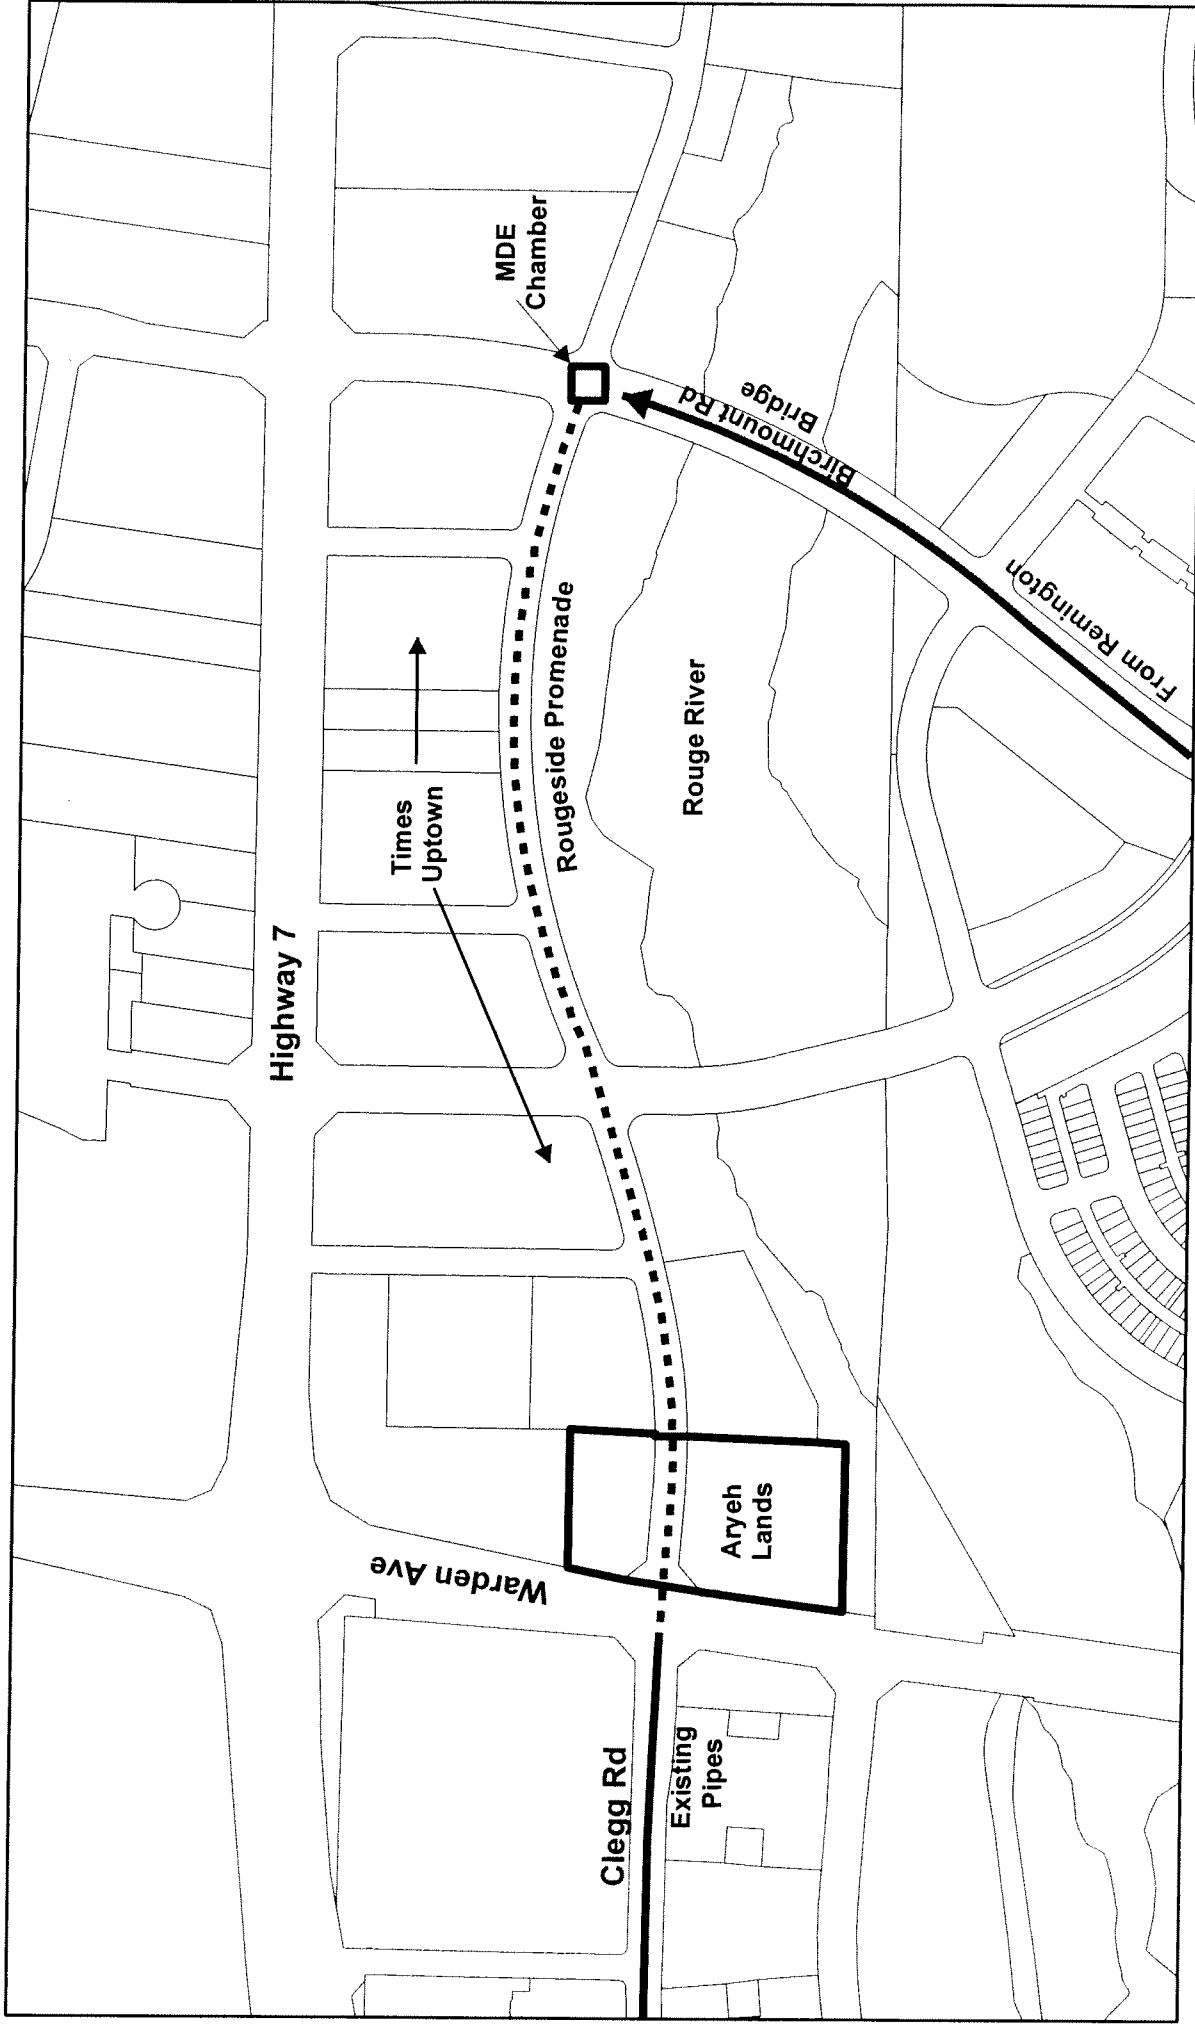 Highway 7
MDE
Chamber
Times
Uptown
Rougeside Promenade
Birchmount Rd
Bridge
Rouge River
From Remington
Warden Ave
Aryeh
Lands
Clegg Rd
Existing
Pipes